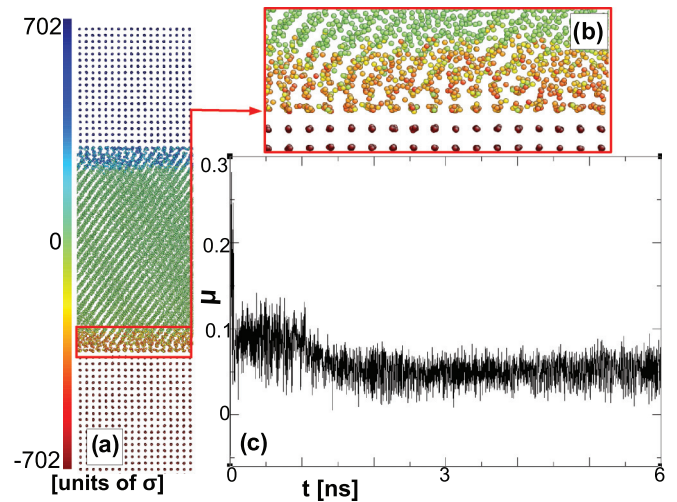 702
0
-702
[units of σ]
(a)
(b)
0.3
0.2
0.1
0
μ
(c)
0
3
6
t [ns]